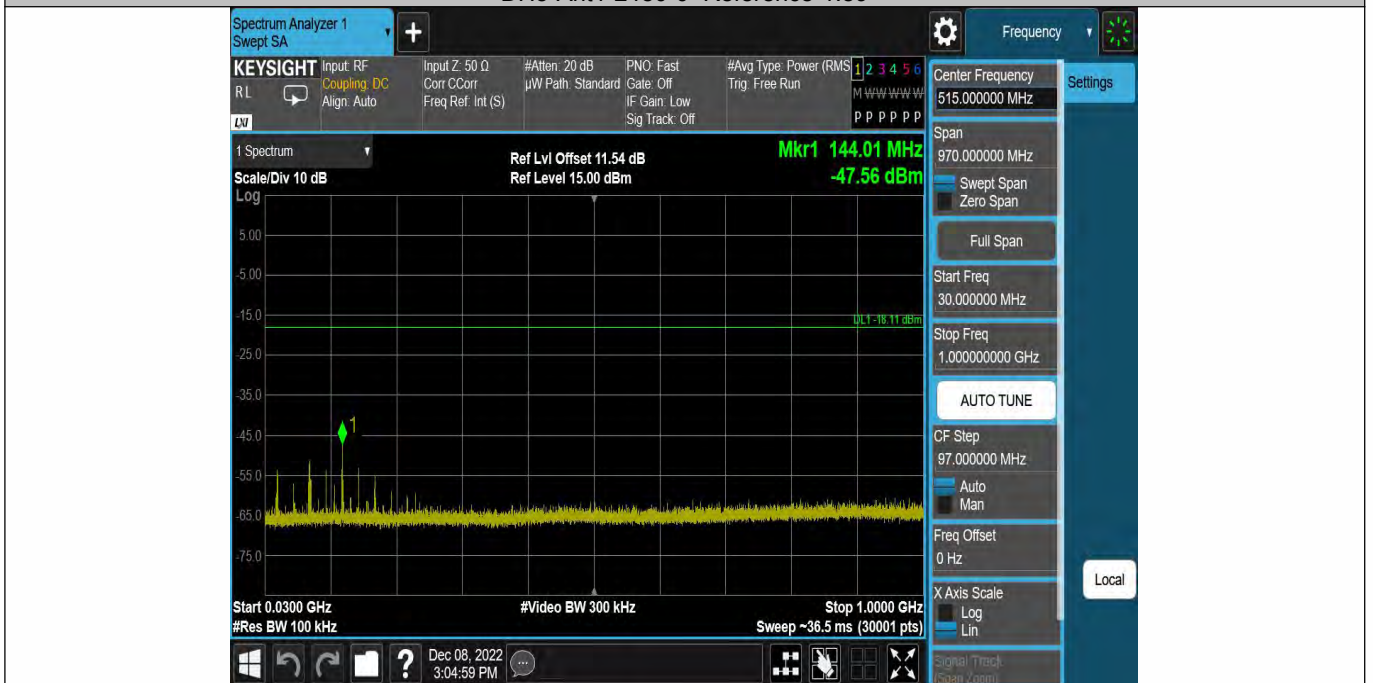 Spectrum Analyzer 1
Swept SA
Frequency
KEYSIGHT
RL
LXI
Input: RF
Coupling: DC
Align: Auto
Input Z: 50 Ω
Corr CCorr
Freq Ref: Int (S)
#Atten: 20 dB
µW Path: Standard
PNO: Fast
Gate: Off
IF Gain: Low
Sig Track: Off
#Avg Type: Power (RMS
Trig: Free Run
1 2 3 4 5 6
M W W W W W
P P P P P P
1 Spectrum
Scale/Div 10 dB
Log
Ref Lvl Offset 11.54 dB
Ref Level 15.00 dBm
Mkr1 144.01 MHz
-47.56 dBm
5.00
-5.00
-15.0
DL1 -18.11 dBm
-25.0
-35.0
-45.0
1
-55.0
-65.0
-75.0
Start 0.0300 GHz
#Res BW 100 kHz
#Video BW 300 kHz
Stop 1.0000 GHz
Sweep ~36.5 ms (30001 pts)
Dec 08, 2022
3:04:59 PM
Center Frequency
515.000000 MHz
Settings
Span
970.000000 MHz
Swept Span
Zero Span
Full Span
Start Freq
30.000000 MHz
Stop Freq
1.000000000 GHz
AUTO TUNE
CF Step
97.000000 MHz
Auto
Man
Freq Offset
0 Hz
X Axis Scale
Log
Lin
Local
Signal Track
(Span Zoom)